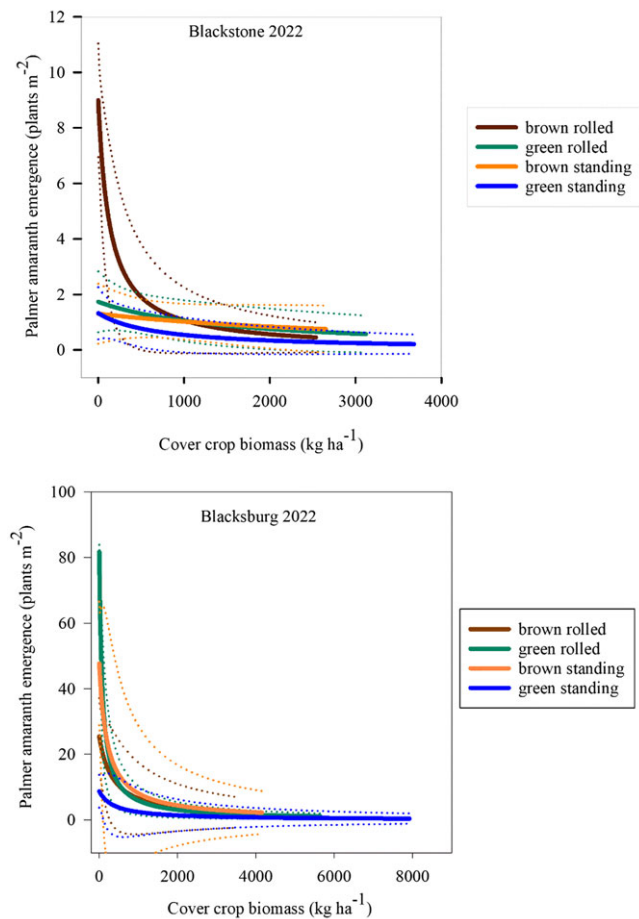 Blackstone 2022
Palmer amaranth emergence (plants m-2)
12
10
8
6
4
2
0
0 1000 2000 3000 4000
Cover crop biomass (kg ha-1)
brown rolled
green rolled
brown standing
green standing
Blacksburg 2022
Palmer amaranth emergence (plants m-2)
100
80
60
40
20
0
0 2000 4000 6000 8000
Cover crop biomass (kg ha-1)
brown rolled
green rolled
brown standing
green standing